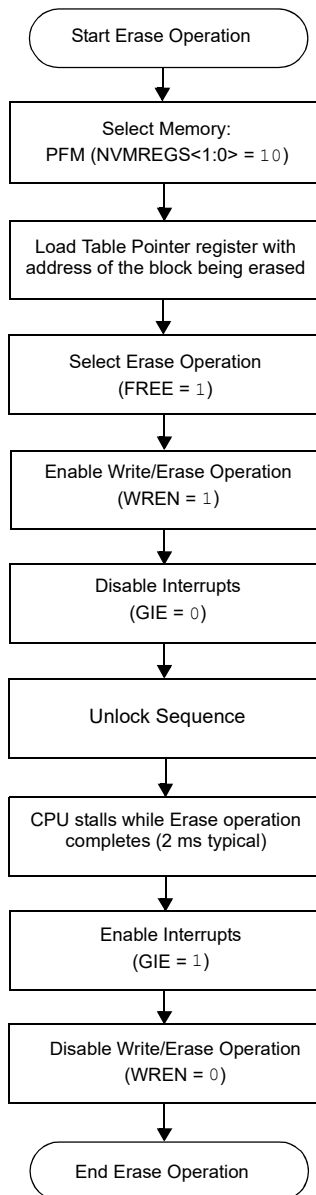 Start Erase Operation
Select Memory:
PFM (NVMREGS<1:0> = 10)
Load Table Pointer register with
address of the block being erased
Select Erase Operation
(FREE = 1)
Enable Write/Erase Operation
(WREN = 1)
Disable Interrupts
(GIE = 0)
Unlock Sequence
CPU stalls while Erase operation
completes (2 ms typical)
Enable Interrupts
(GIE = 1)
Disable Write/Erase Operation
(WREN = 0)
End Erase Operation